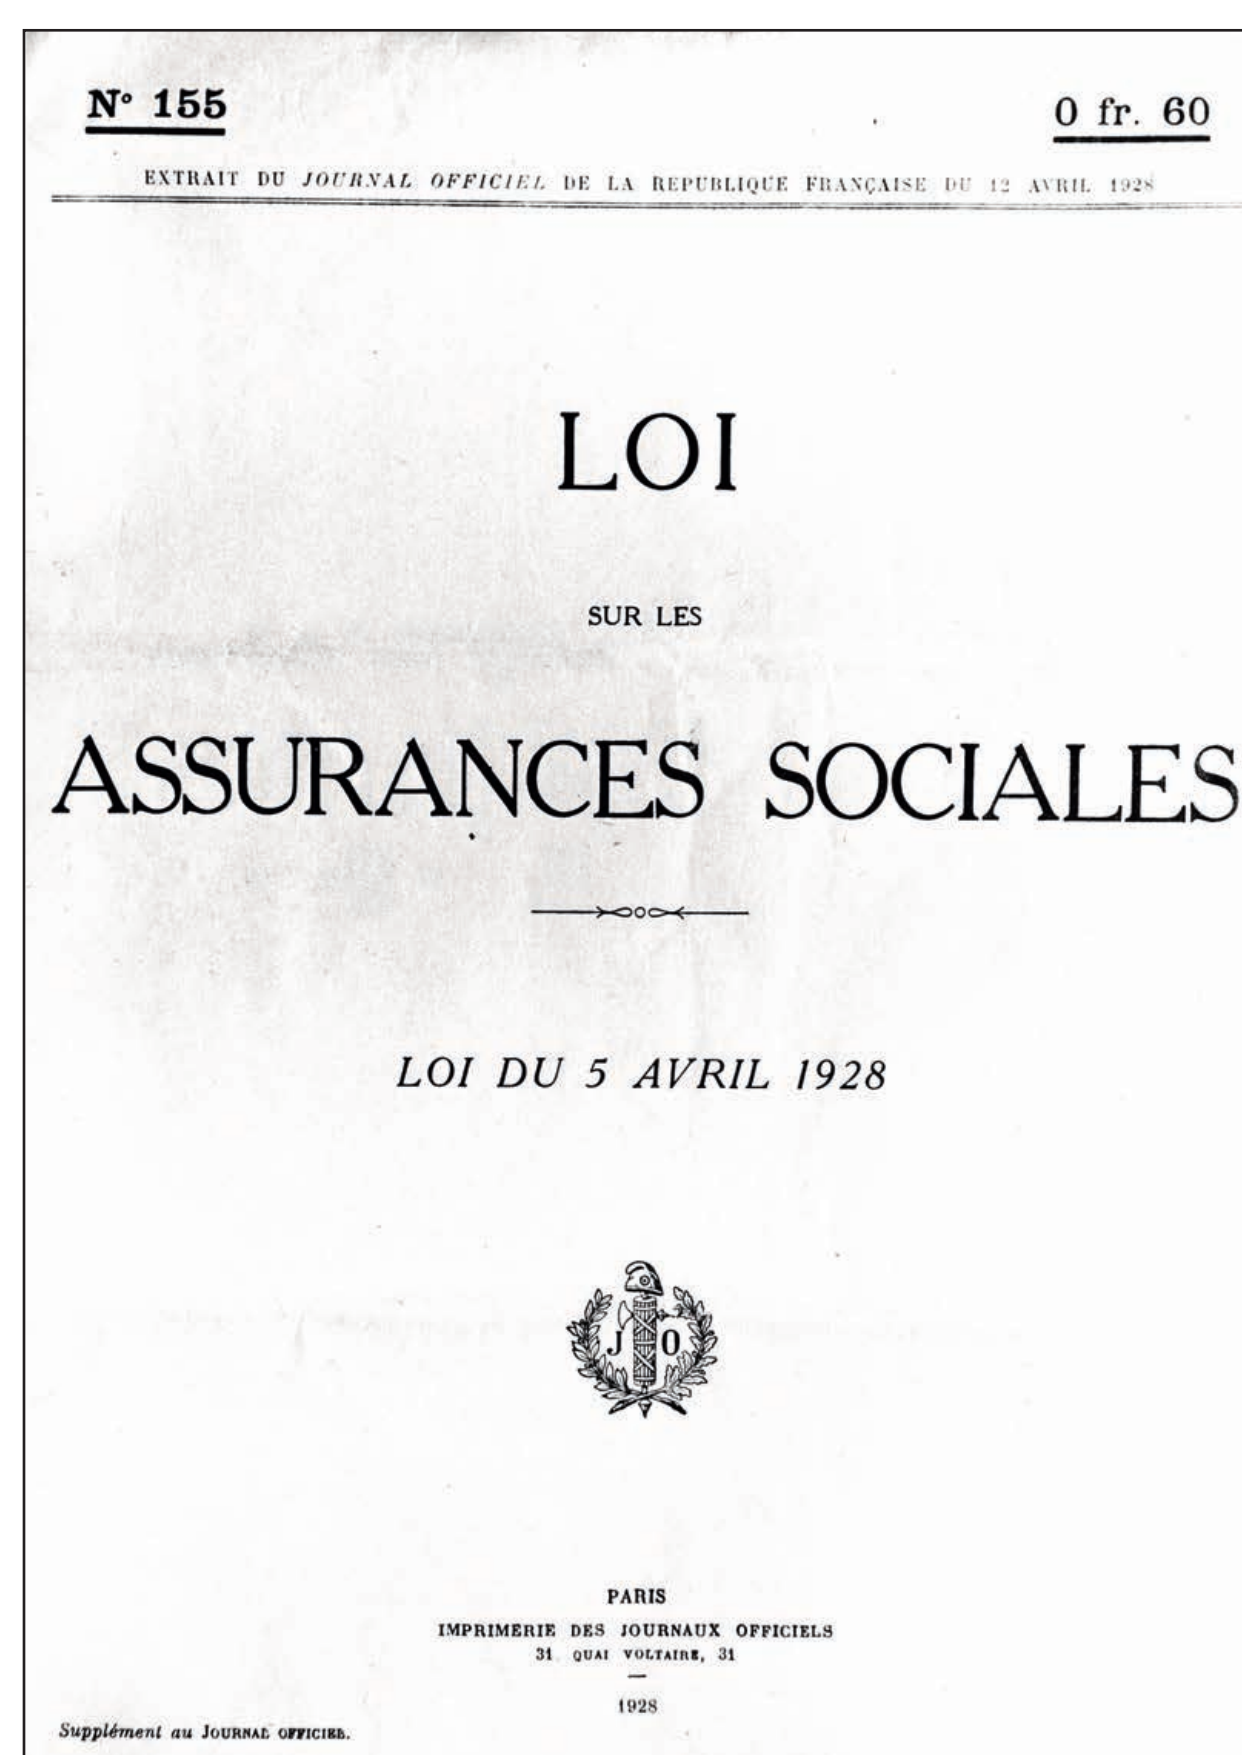 N° 155
0 fr. 60
EXTRAIT DU JOURNAL OFFICIEL DE LA REPUBLIQUE FRANÇAISE DU 12 AVRIL 1928
LOI
SUR LES
ASSURANCES SOCIALES
LOI DU 5 AVRIL 1928
J O
PARIS
IMPRIMERIE DES JOURNAUX OFFICIELS
31 QUAI VOLTAIRE, 31
1928
Supplément au JOURNAL OFFICIEL.